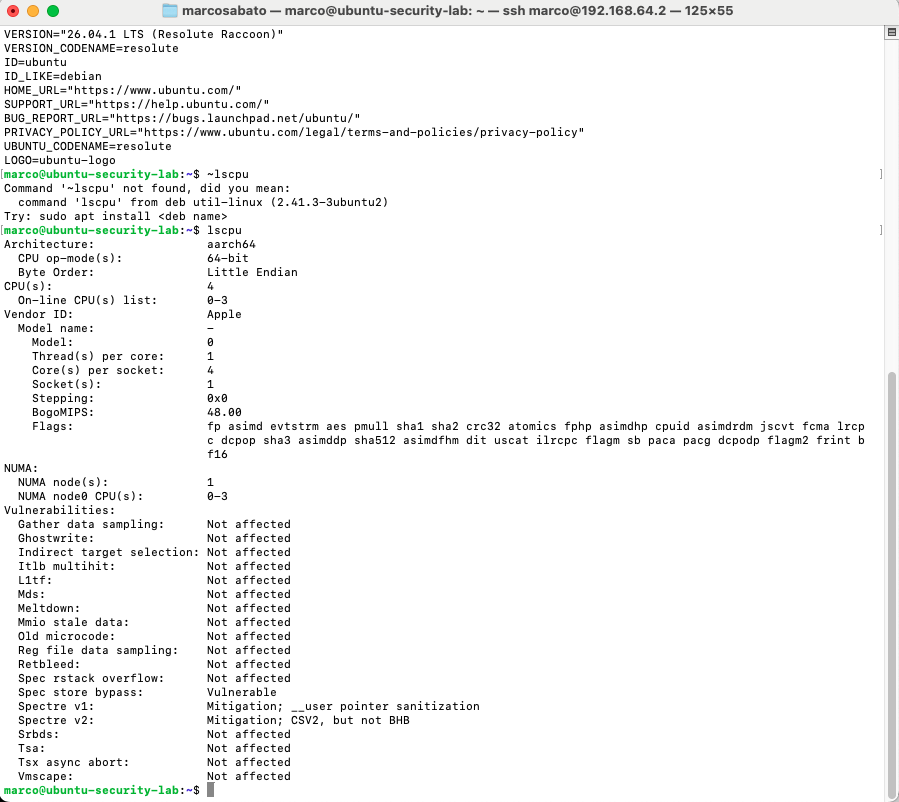 marcosabato — marco@ubuntu-security-lab: ~ — ssh marco@192.168.64.2 — 125×55
VERSION="26.04.1 LTS (Resolute Raccoon)"
VERSION_CODENAME=resolute
ID=ubuntu
ID_LIKE=debian
HOME_URL="https://www.ubuntu.com/"
SUPPORT_URL="https://help.ubuntu.com/"
BUG_REPORT_URL="https://bugs.launchpad.net/ubuntu/"
PRIVACY_POLICY_URL="https://www.ubuntu.com/legal/terms-and-policies/privacy-policy"
UBUNTU_CODENAME=resolute
LOGO=ubuntu-logo
[marco@ubuntu-security-lab:~$ ~lscpu ]
Command '~lscpu' not found, did you mean:
  command 'lscpu' from deb util-linux (2.41.3-3ubuntu2)
Try: sudo apt install <deb name>
[marco@ubuntu-security-lab:~$ lscpu ]
Architecture:                aarch64
  CPU op-mode(s):            64-bit
  Byte Order:                Little Endian
CPU(s):                      4
  On-line CPU(s) list:       0-3
Vendor ID:                   Apple
  Model name:                -
    Model:                   0
    Thread(s) per core:      1
    Core(s) per socket:      4
    Socket(s):               1
    Stepping:                0x0
    BogoMIPS:                48.00
    Flags:                   fp asimd evtstrm aes pmull sha1 sha2 crc32 atomics fphp asimdhp cpuid asimdrdm jscvt fcma lrcp
                             c dcpop sha3 asimddp sha512 asimdfhm dit uscat ilrcpc flagm sb paca pacg dcpodp flagm2 frint b
                             f16
NUMA:
  NUMA node(s):              1
  NUMA node0 CPU(s):         0-3
Vulnerabilities:
  Gather data sampling:      Not affected
  Ghostwrite:                Not affected
  Indirect target selection: Not affected
  Itlb multihit:             Not affected
  L1tf:                      Not affected
  Mds:                       Not affected
  Meltdown:                  Not affected
  Mmio stale data:           Not affected
  Old microcode:             Not affected
  Reg file data sampling:    Not affected
  Retbleed:                  Not affected
  Spec rstack overflow:      Not affected
  Spec store bypass:         Vulnerable
  Spectre v1:                Mitigation; __user pointer sanitization
  Spectre v2:                Mitigation; CSV2, but not BHB
  Srbds:                     Not affected
  Tsa:                       Not affected
  Tsx async abort:           Not affected
  Vmscape:                   Not affected
marco@ubuntu-security-lab:~$